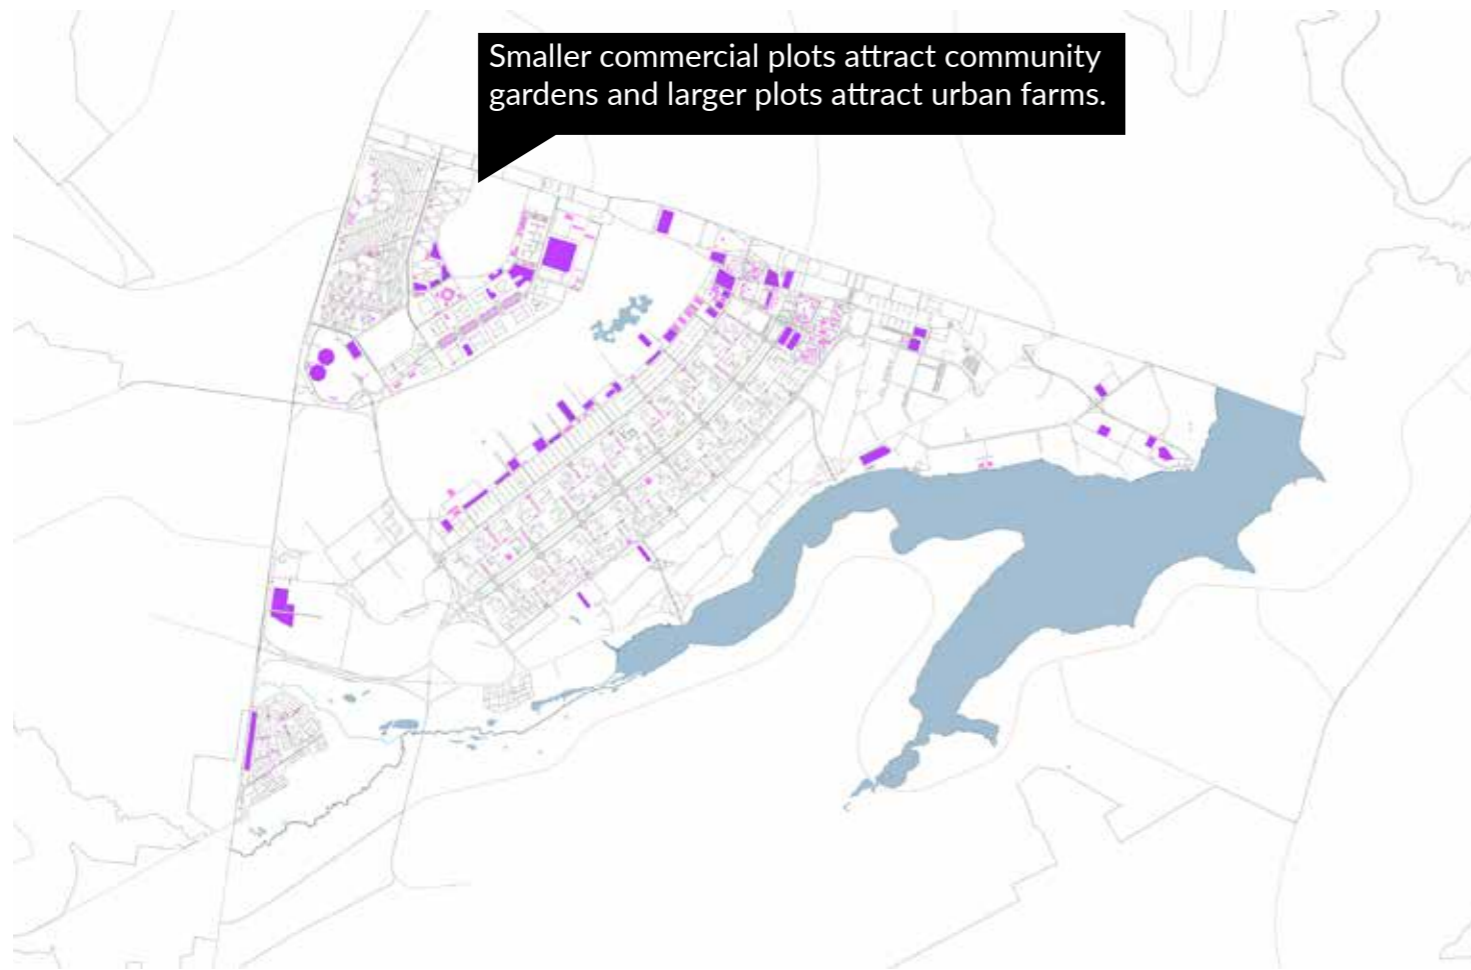 Smaller commercial plots attract community
gardens and larger plots attract urban farms.